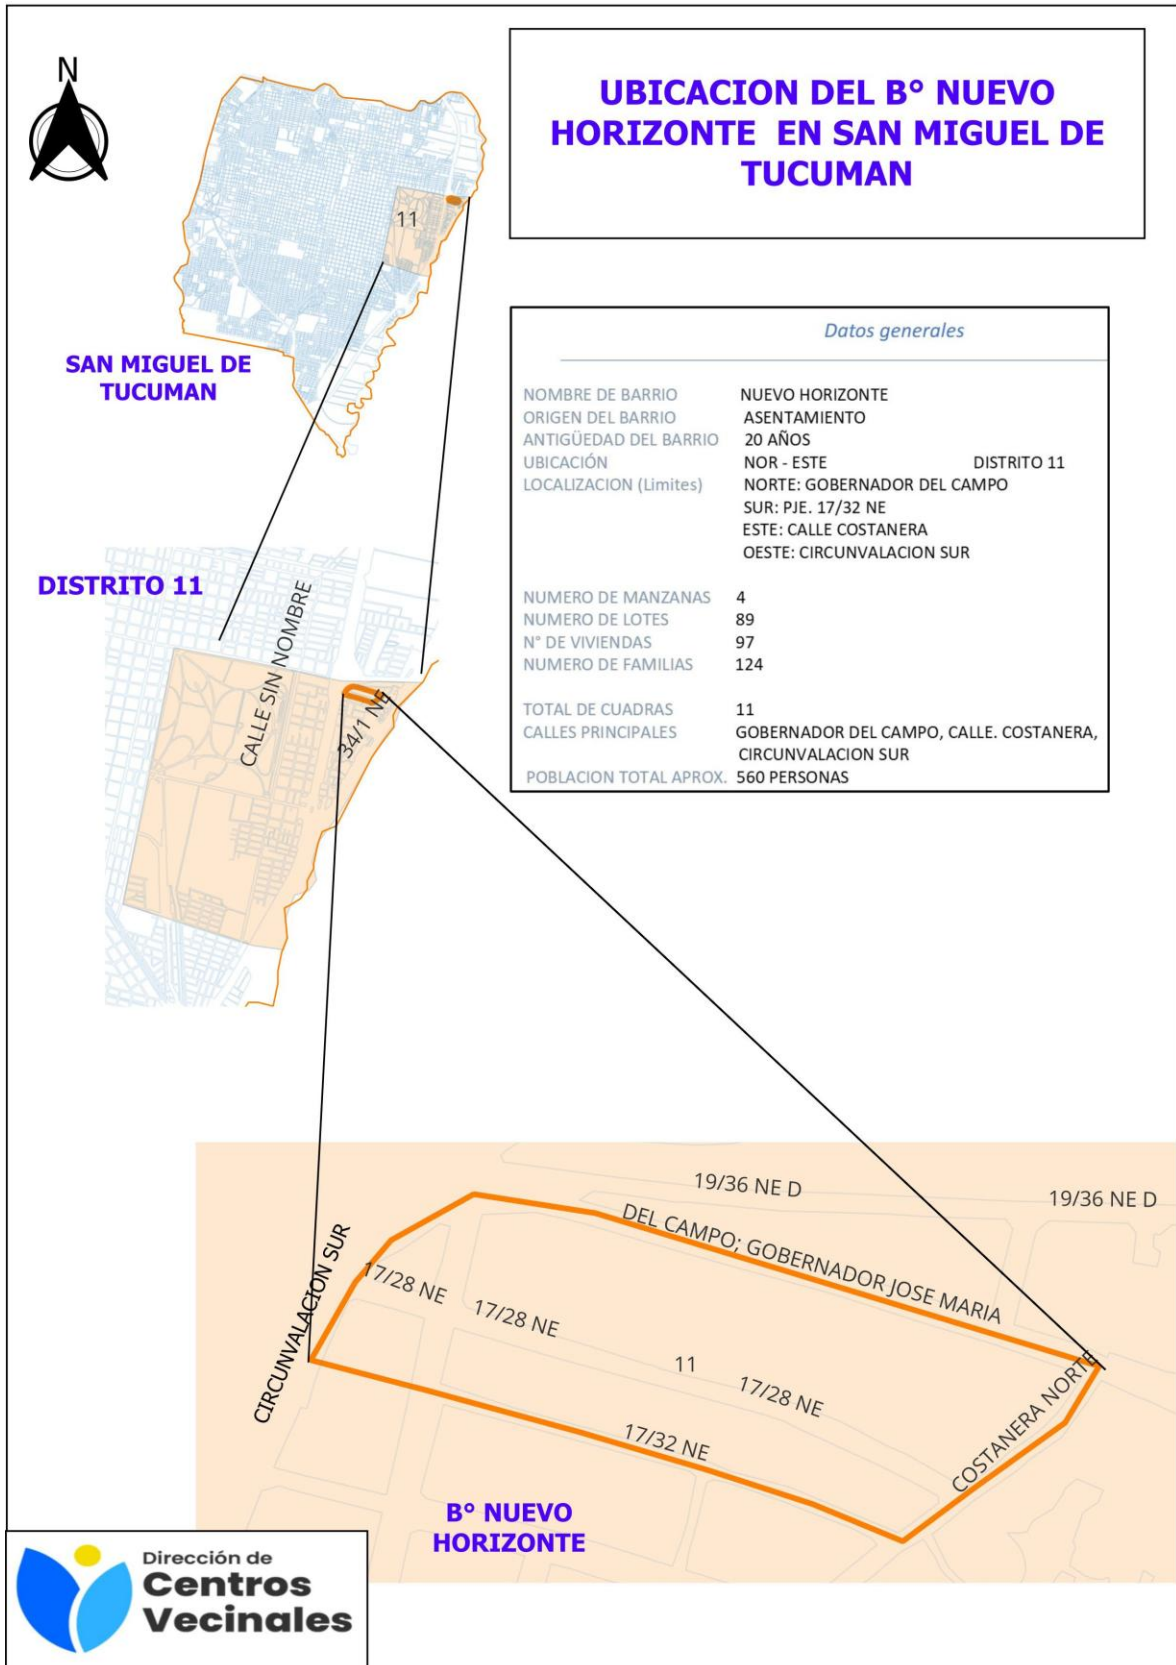 N
UBICACION DEL B° NUEVO
HORIZONTE EN SAN MIGUEL DE
TUCUMAN
11
SAN MIGUEL DE
TUCUMAN
Datos generales
NOMBRE DE BARRIO NUEVO HORIZONTE
ORIGEN DEL BARRIO ASENTAMIENTO
ANTIGÜEDAD DEL BARRIO 20 AÑOS
UBICACIÓN NOR - ESTE DISTRITO 11
LOCALIZACION (Limites) NORTE: GOBERNADOR DEL CAMPO
SUR: PJE. 17/32 NE
ESTE: CALLE COSTANERA
OESTE: CIRCUNVALACION SUR
NUMERO DE MANZANAS 4
NUMERO DE LOTES 89
N° DE VIVIENDAS 97
NUMERO DE FAMILIAS 124
TOTAL DE CUADRAS 11
CALLES PRINCIPALES GOBERNADOR DEL CAMPO, CALLE. COSTANERA,
CIRCUNVALACION SUR
POBLACION TOTAL APROX. 560 PERSONAS
DISTRITO 11
CALLE SIN NOMBRE
34/1 NE
19/36 NE D
19/36 NE D
DEL CAMPO; GOBERNADOR JOSE MARIA
CIRCUNVALACION SUR
17/28 NE
17/28 NE
11
17/28 NE
COSTANERA NORTE
17/32 NE
B° NUEVO
HORIZONTE
Dirección de
Centros
Vecinales